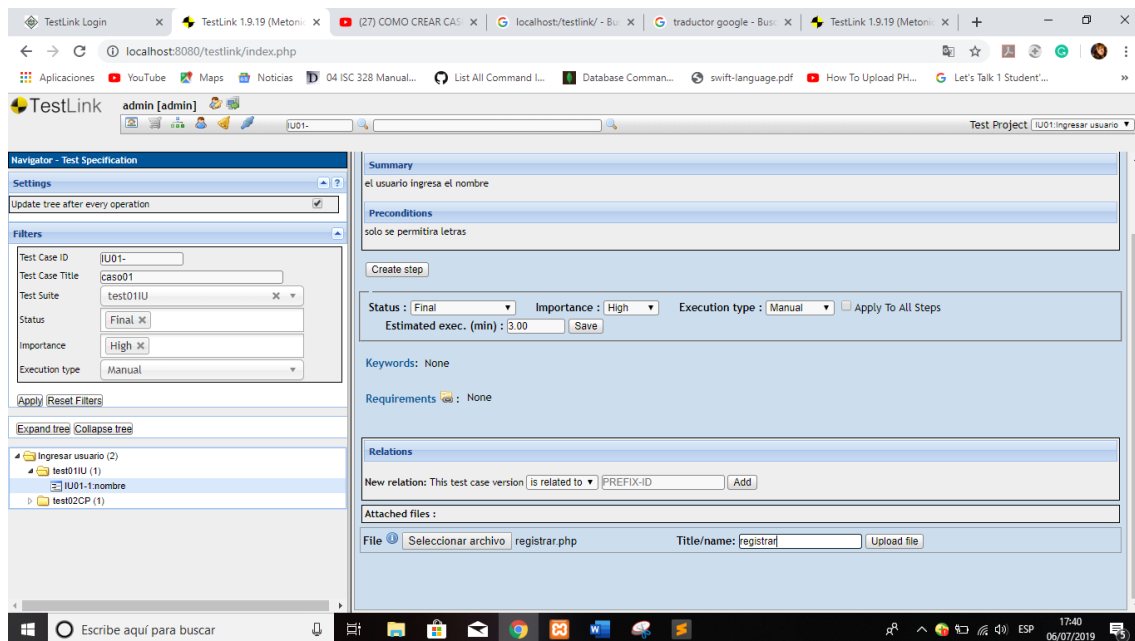 TestLink Login
TestLink 1.9.19 (Metonic
(27) COMO CREAR CAS
localhost:/testlink/ - Bu
traductor google - Busc
TestLink 1.9.19 (Metonic
localhost:8080/testlink/index.php
Aplicaciones YouTube Maps Noticias 04 ISC 328 Manual... List All Command I... Database Comman... swift-language.pdf How To Upload PH... Let's Talk 1 Student'... »
TestLink admin [admin]
IU01-
Test Project IU01:Ingresar usuario
Navigator - Test Specification
Settings
Update tree after every operation
Filters
Test Case ID IU01-
Test Case Title caso01
Test Suite test01IU
Status Final
Importance High
Execution type Manual
Apply Reset Filters
Expand tree Collapse tree
Ingresar usuario (2)
test01IU (1)
IU01-1:nombre
test02CP (1)
Summary
el usuario ingresa el nombre
Preconditions
solo se permitira letras
Create step
Status : Final Importance : High Execution type : Manual Apply To All Steps
Estimated exec. (min) : 3.00 Save
Keywords: None
Requirements : None
Relations
New relation: This test case version is related to PREFIX-ID Add
Attached files :
File Seleccionar archivo registrar.php Title/name: registrar Upload file
Escribe aquí para buscar
ESP
17:40
06/07/2019